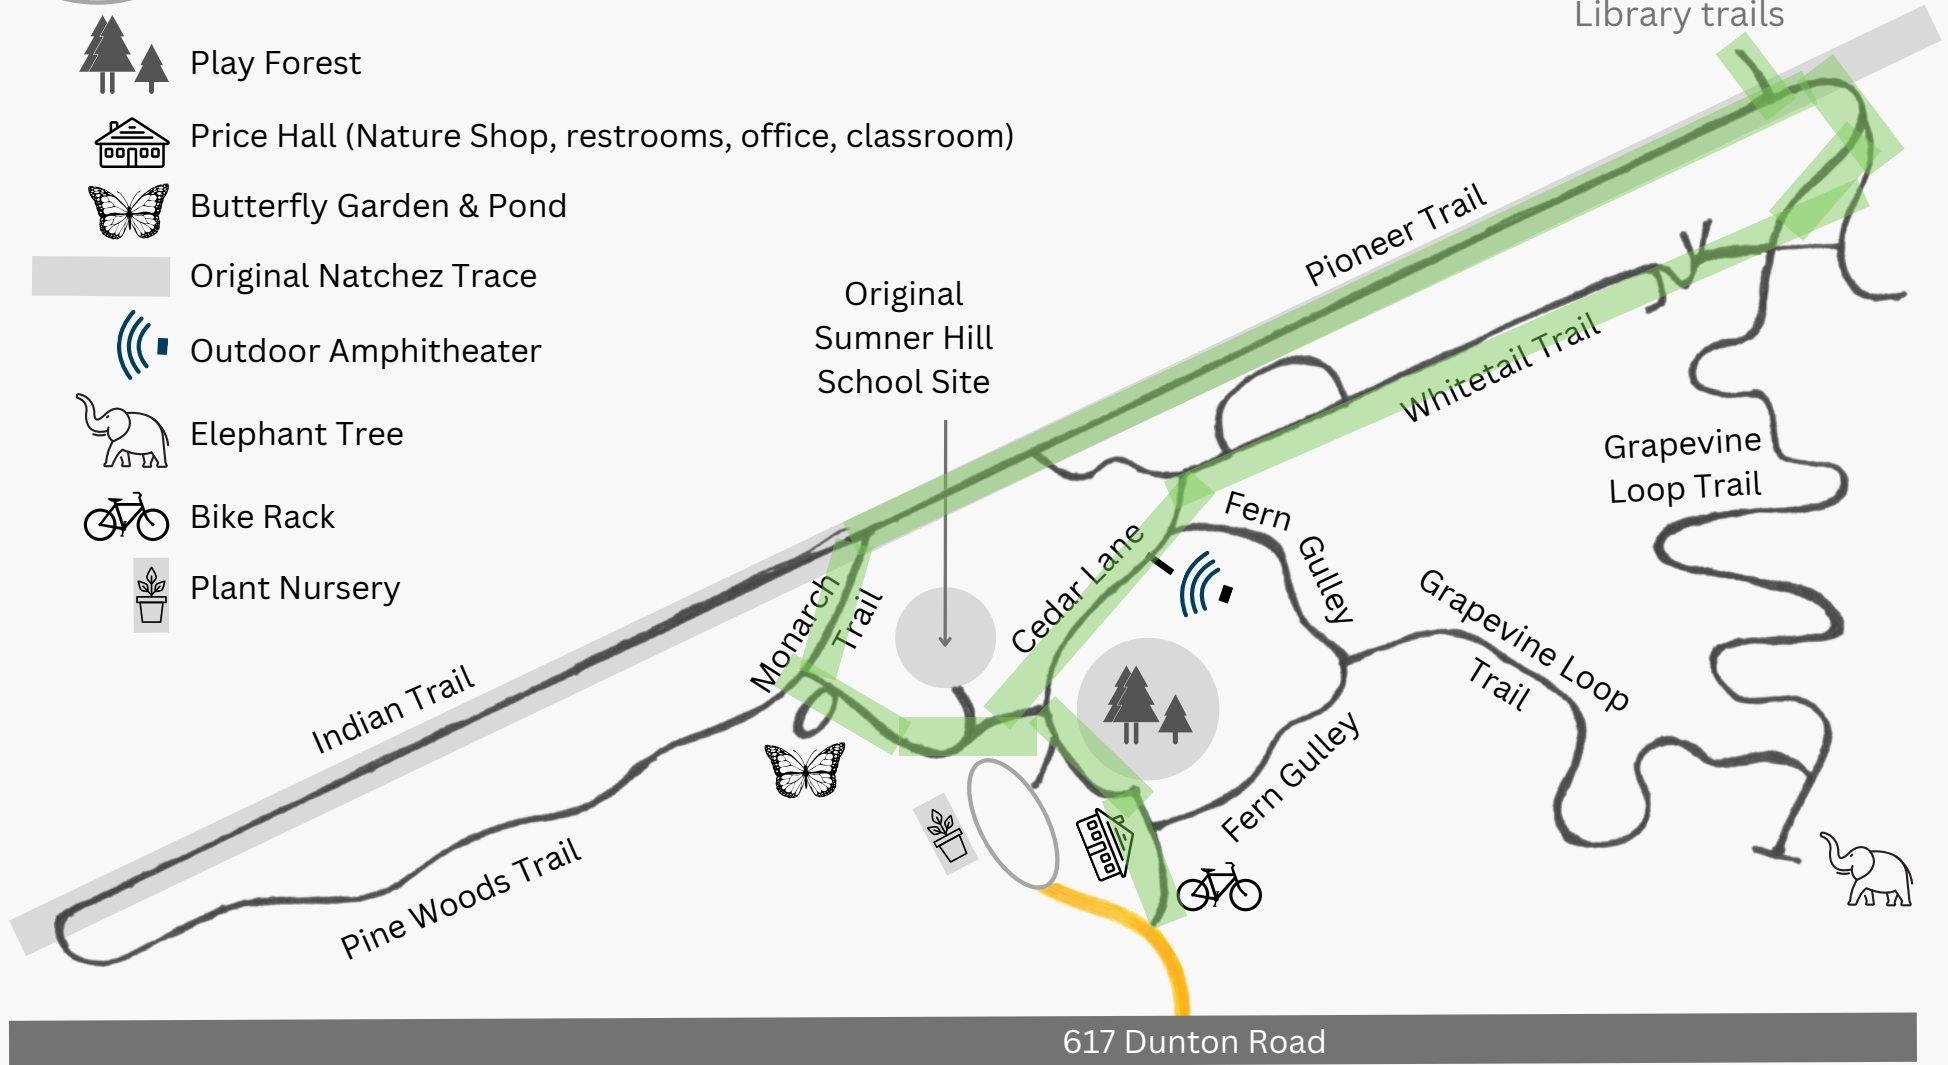 Library trails
Play Forest
Price Hall (Nature Shop, restrooms, office, classroom)
Butterfly Garden & Pond
Original Natchez Trace
Outdoor Amphitheater
Elephant Tree
Bike Rack
Plant Nursery
Original
Sumner Hill
School Site
Pioneer Trail
Whitetail Trail
Grapevine
Loop Trail
Fern
Gulley
Cedar Lane
Monarch
Trail
Grapevine Loop
Trail
Indian Trail
Fern Gulley
Pine Woods Trail
617 Dunton Road